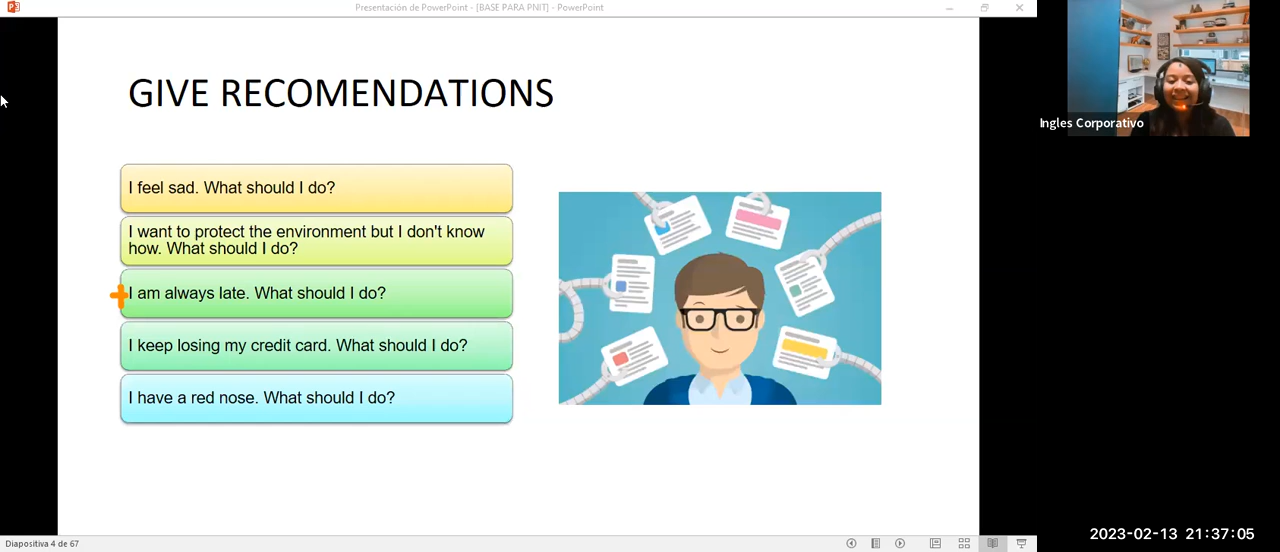 Presentación de PowerPoint - [BASE PARA PNIT] - PowerPoint
GIVE RECOMENDATIONS
I feel sad. What should I do?
I want to protect the environment but I don't know
how. What should I do?
I am always late. What should I do?
I keep losing my credit card. What should I do?
I have a red nose. What should I do?
Ingles Corporativo
2023-02-13 21:37:05
Diapositiva 4 de 67